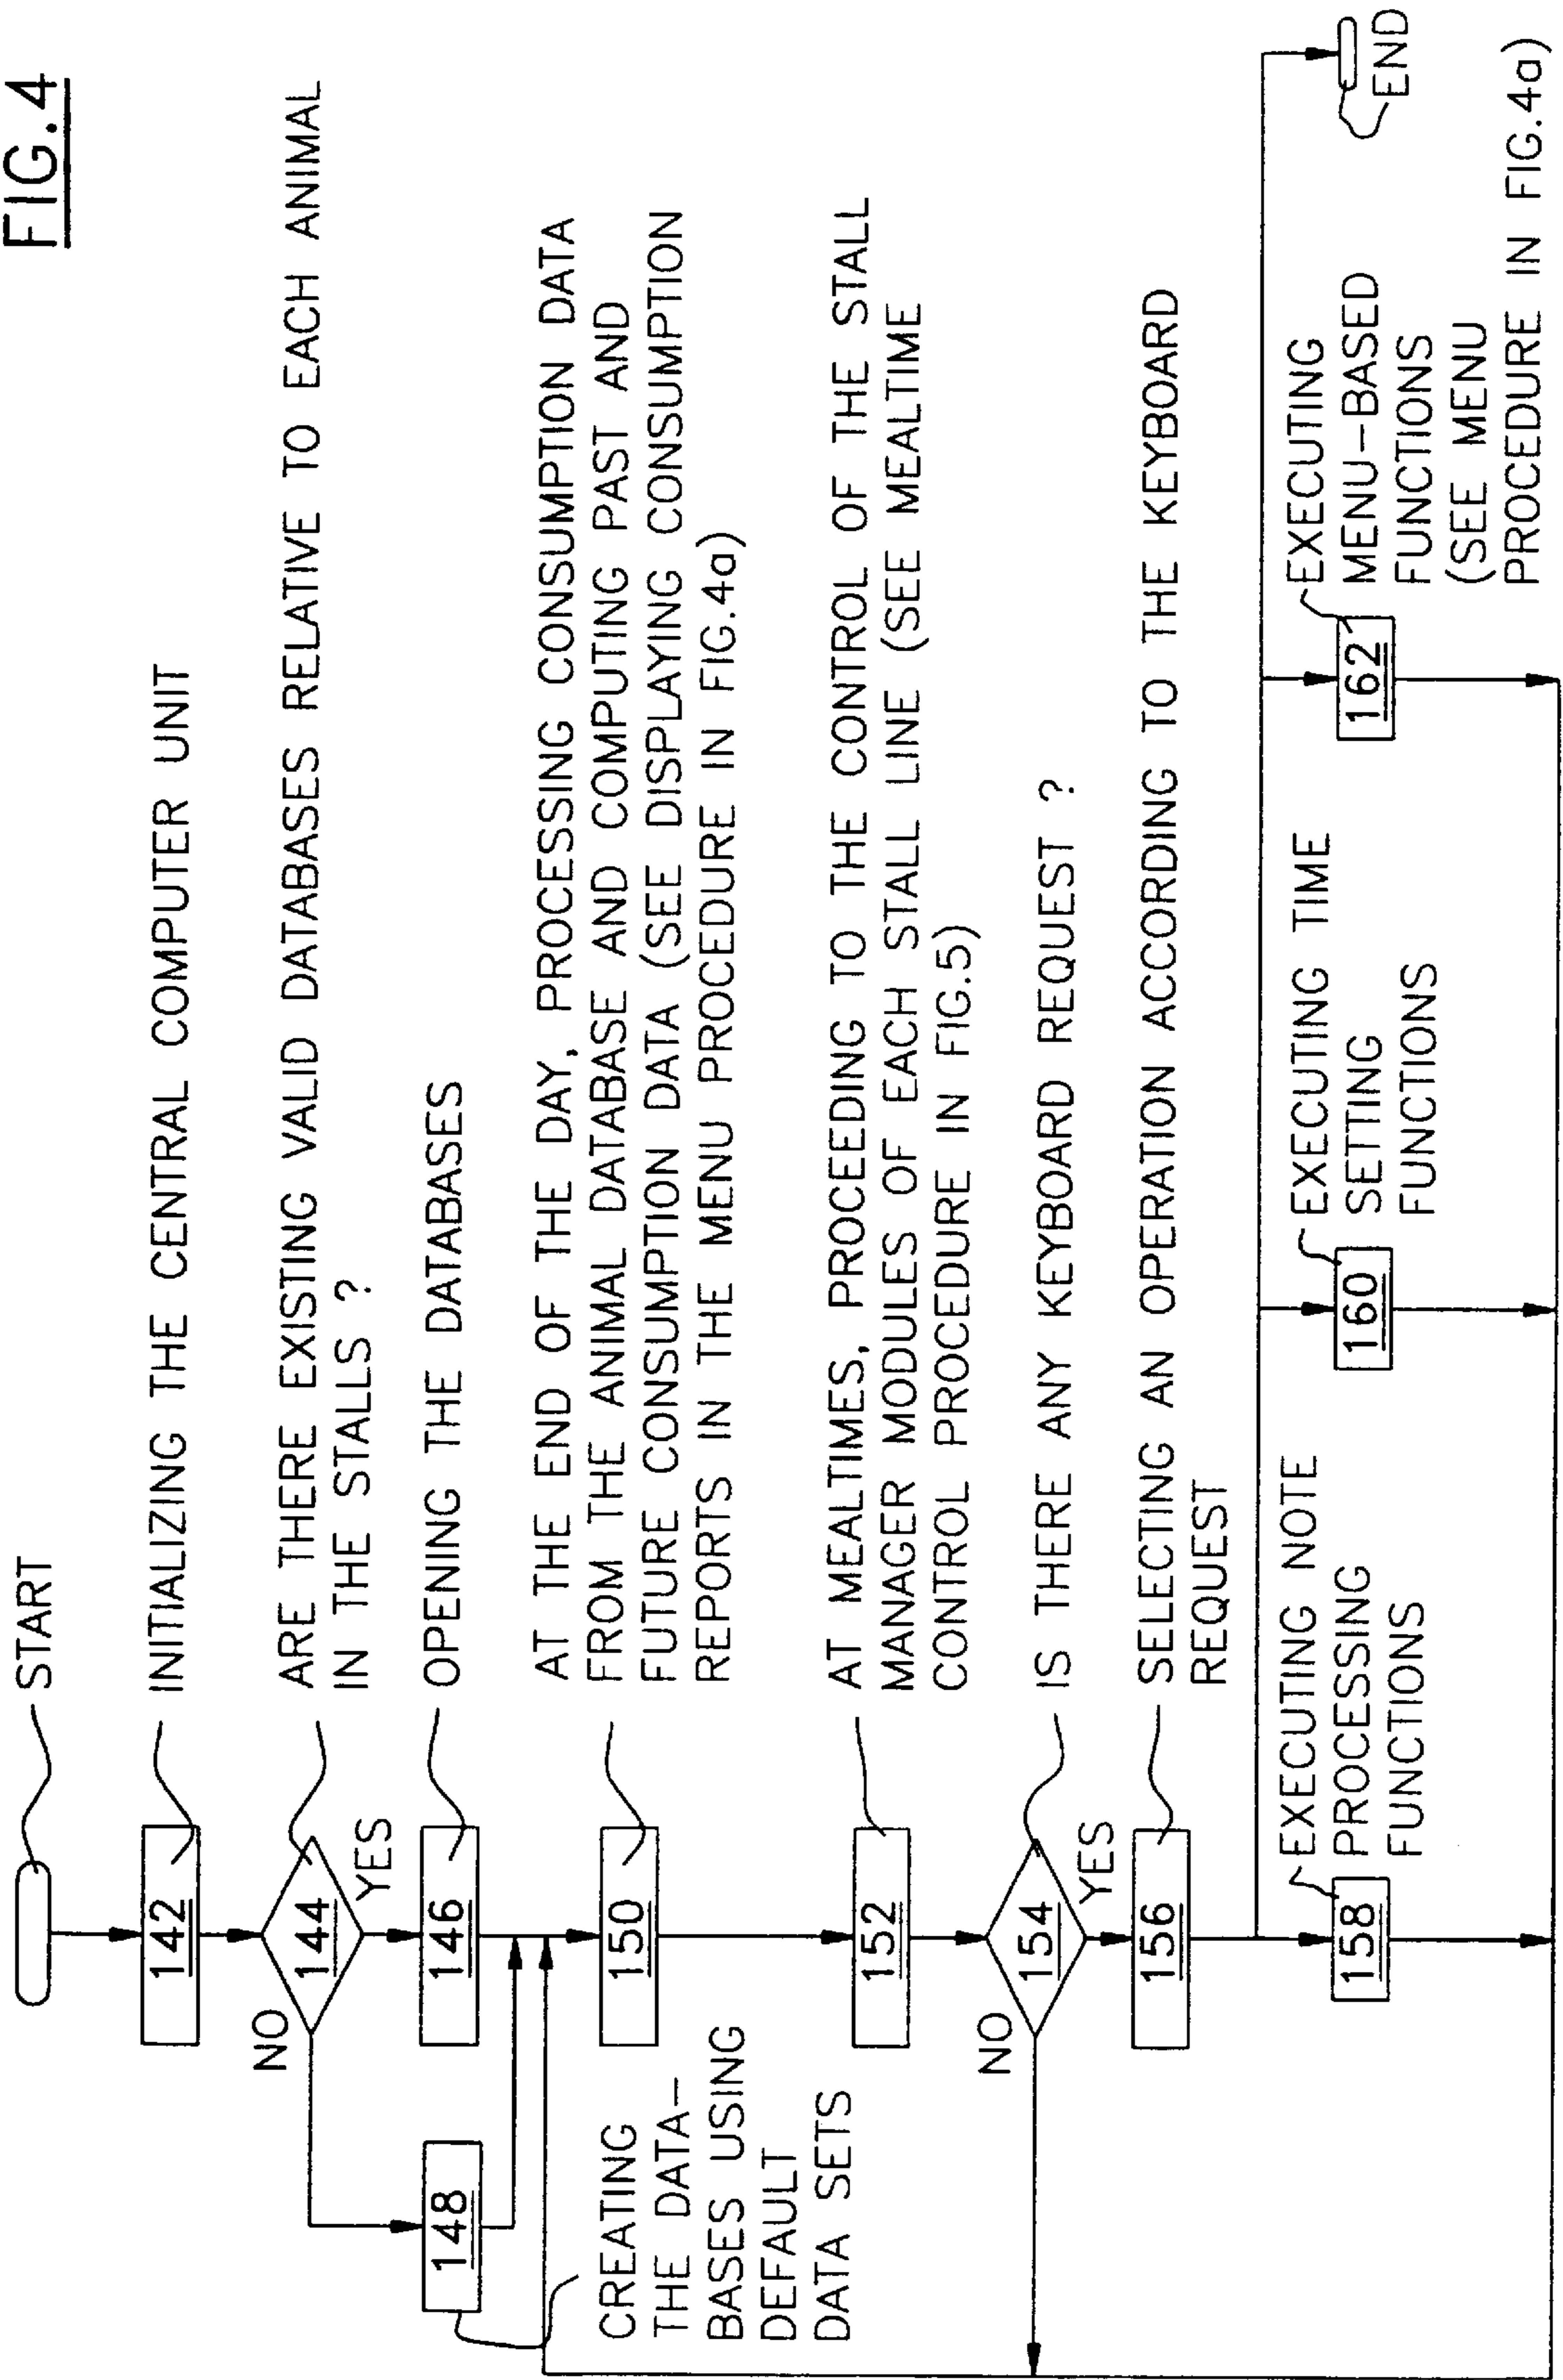 FIG.4
START
142
INITIALIZING THE CENTRAL COMPUTER UNIT
144
ARE THERE EXISTING VALID DATABASES RELATIVE TO EACH ANIMAL
IN THE STALLS ?
NO
YES
146
OPENING THE DATABASES
148
CREATING
THE DATA-
BASES USING
DEFAULT
DATA SETS
150
AT THE END OF THE DAY, PROCESSING CONSUMPTION DATA
FROM THE ANIMAL DATABASE AND COMPUTING PAST AND
FUTURE CONSUMPTION DATA (SEE DISPLAYING CONSUMPTION
REPORTS IN THE MENU PROCEDURE IN FIG.4a)
152
AT MEALTIMES, PROCEEDING TO THE CONTROL OF THE STALL
MANAGER MODULES OF EACH STALL LINE (SEE MEALTIME
CONTROL PROCEDURE IN FIG.5)
154
IS THERE ANY KEYBOARD REQUEST ?
NO
YES
156
SELECTING AN OPERATION ACCORDING TO THE KEYBOARD
REQUEST
158
EXECUTING NOTE
PROCESSING
FUNCTIONS
160
EXECUTING TIME
SETTING
FUNCTIONS
162
EXECUTING
MENU-BASED
FUNCTIONS
(SEE MENU
PROCEDURE IN FIG.4a)
END